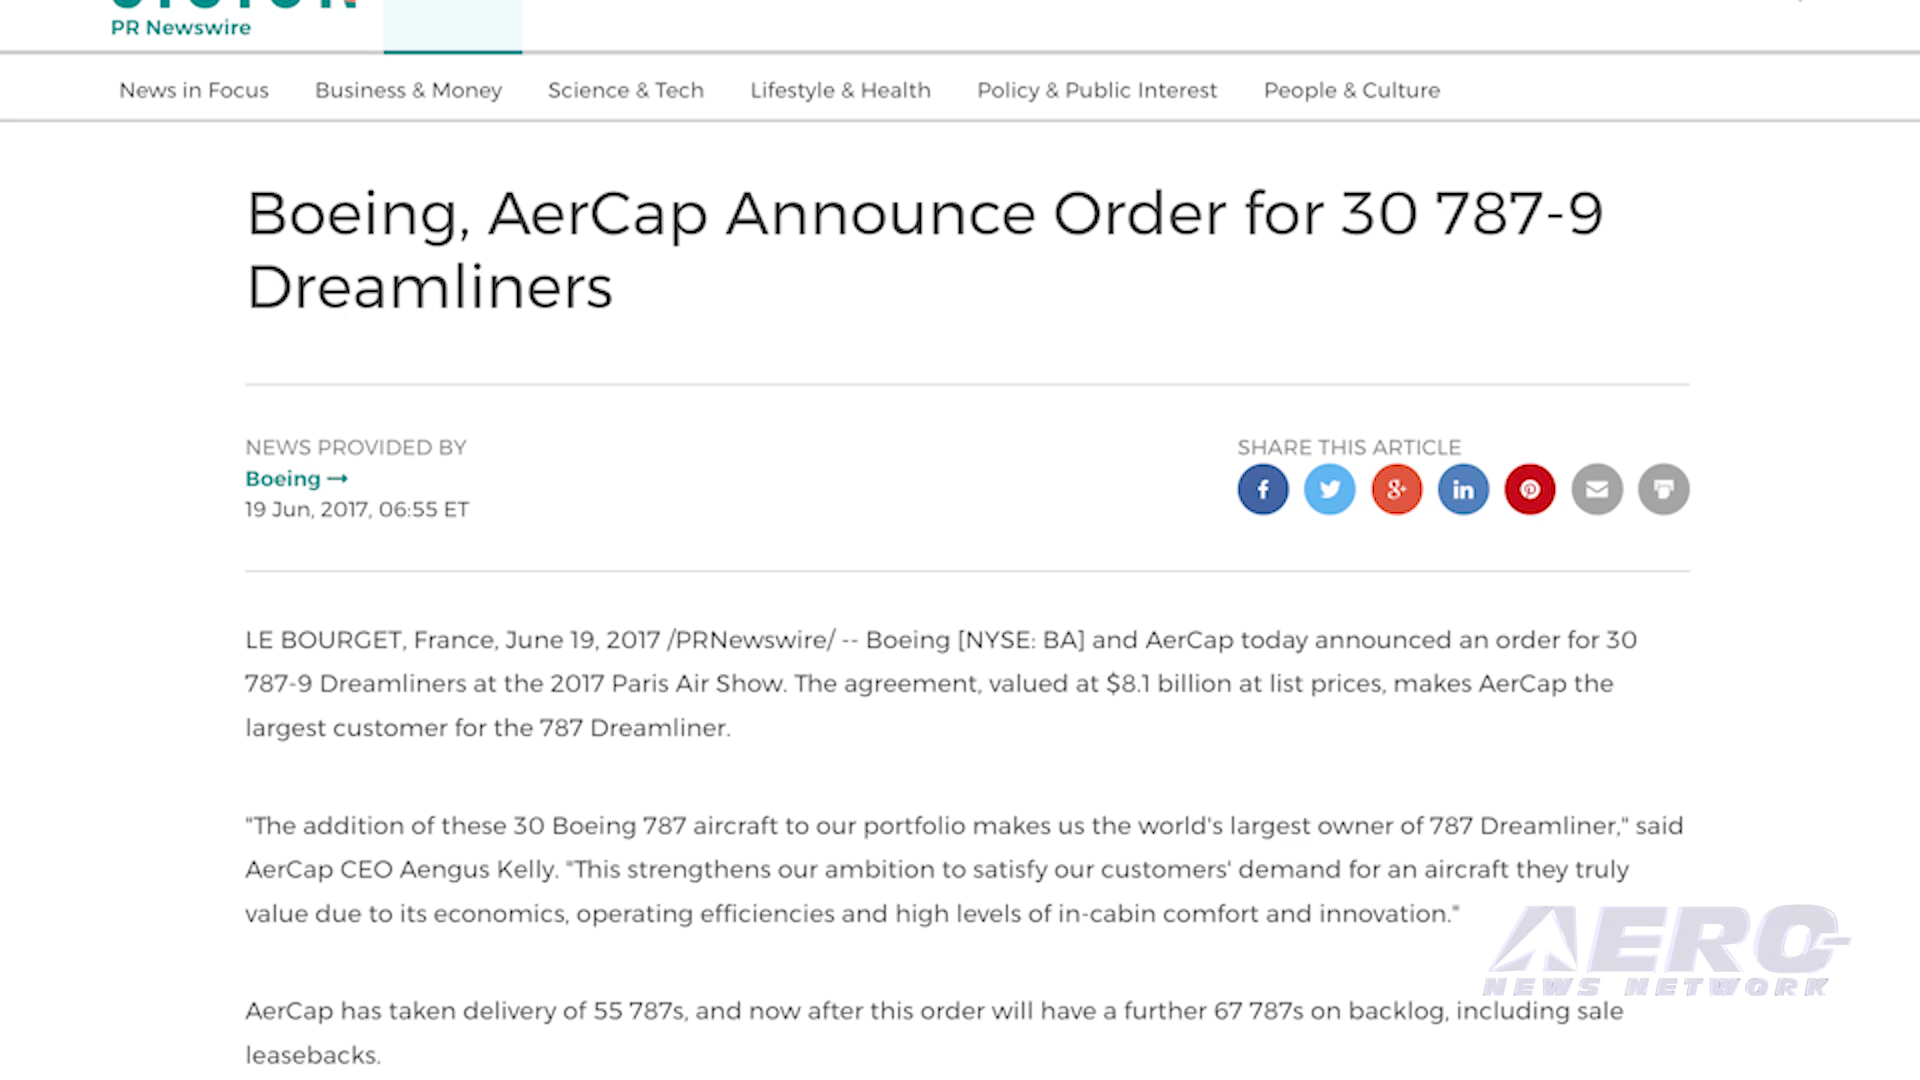 PR Newswire
News in Focus Business & Money Science & Tech Lifestyle & Health Policy & Public Interest People & Culture
Boeing, AerCap Announce Order for 30 787-9
Dreamliners
NEWS PROVIDED BY
Boeing →
19 Jun, 2017, 06:55 ET
SHARE THIS ARTICLE
LE BOURGET, France, June 19, 2017 /PRNewswire/ -- Boeing [NYSE: BA] and AerCap today announced an order for 30
787-9 Dreamliners at the 2017 Paris Air Show. The agreement, valued at $8.1 billion at list prices, makes AerCap the
largest customer for the 787 Dreamliner.
"The addition of these 30 Boeing 787 aircraft to our portfolio makes us the world's largest owner of 787 Dreamliner," said
AerCap CEO Aengus Kelly. "This strengthens our ambition to satisfy our customers' demand for an aircraft they truly
value due to its economics, operating efficiencies and high levels of in-cabin comfort and innovation."
AERO-
NEWS NETWORK
AerCap has taken delivery of 55 787s, and now after this order will have a further 67 787s on backlog, including sale
leasebacks.